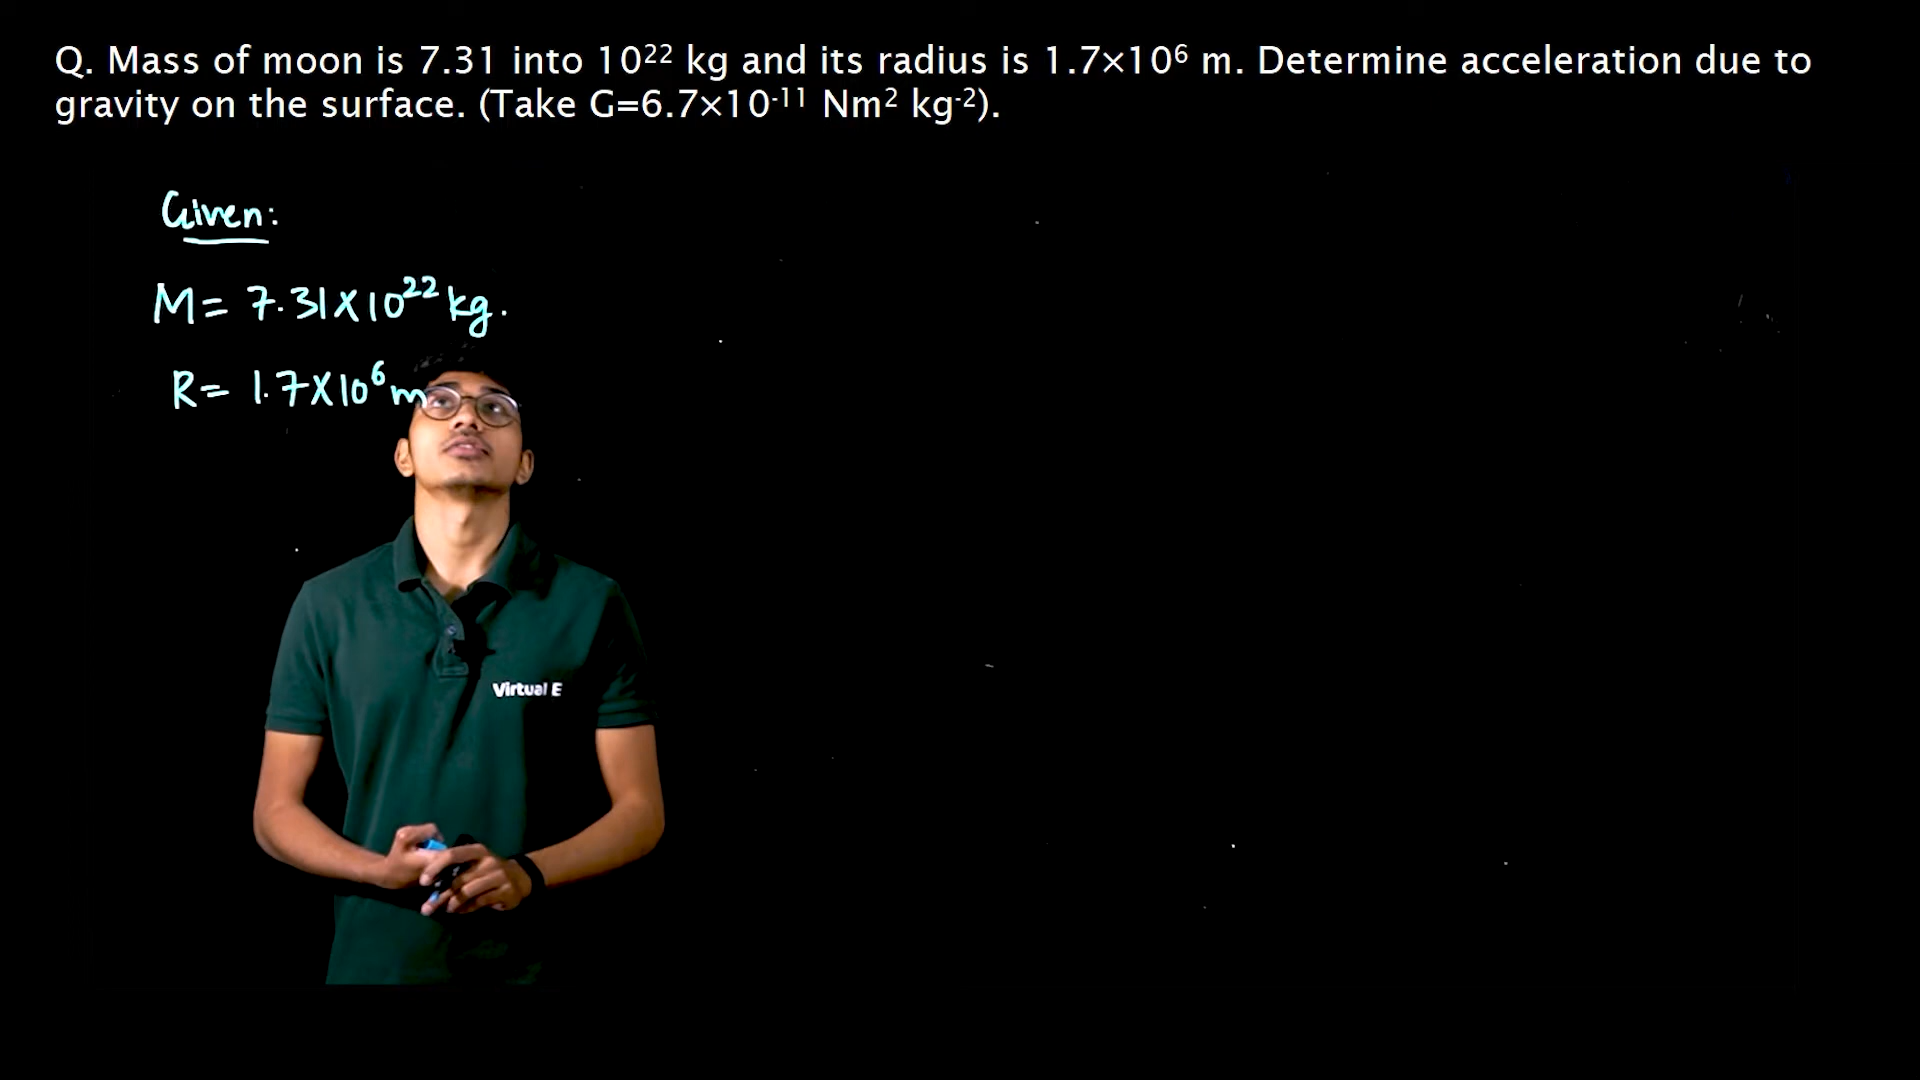 Q. Mass of moon is 7.31 into 10²² kg and its radius is 1.7×10⁶ m. Determine acceleration due to
gravity on the surface. (Take G=6.7×10⁻¹¹ Nm² kg⁻²).
Given:
M = 7.31×10²² kg.
R = 1.7×10⁶ m
Virtual E